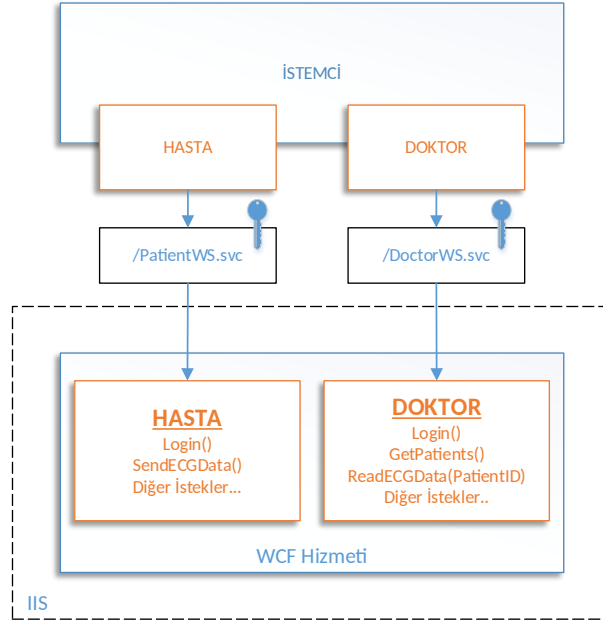 İSTEMCİ
HASTA
DOKTOR
/PatientWS.svc
/DoctorWS.svc
HASTA
Login()
SendECGData()
Diğer İstekler...
DOKTOR
Login()
GetPatients()
ReadECGData(PatientID)
Diğer İstekler..
WCF Hizmeti
IIS